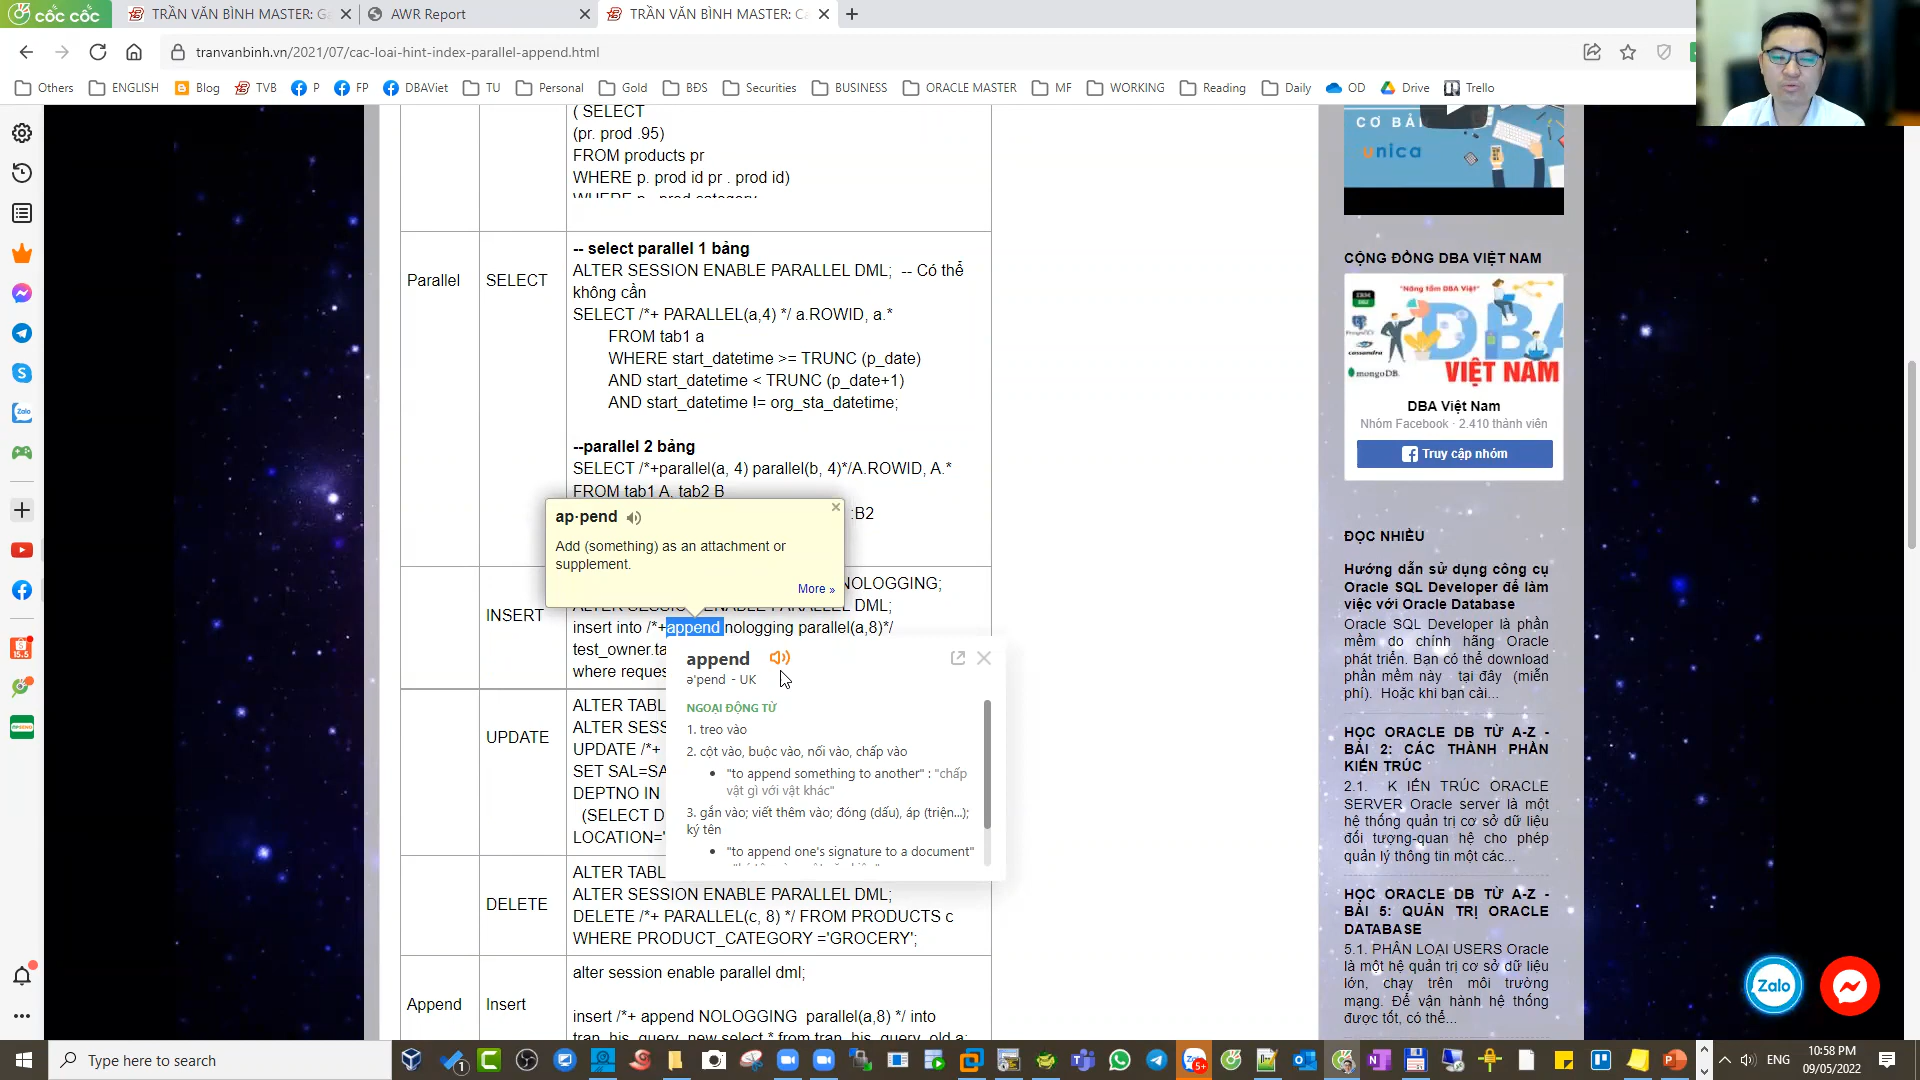 cốc cốc
TRẦN VĂN BÌNH MASTER: G
AWR Report
TRẦN VĂN BÌNH MASTER: C
tranvanbinh.vn/2021/07/cac-loai-hint-index-parallel-append.html
Others ENGLISH Blog TVB P FP DBAViet TU Personal Gold BĐS Securities BUSINESS ORACLE MASTER MF WORKING Reading Daily OD Drive Trello
( SELECT
(pr. prod .95)
FROM products pr
WHERE p. prod id pr . prod id)
WHERE p . prod category
Parallel
SELECT
-- select parallel 1 bảng
ALTER SESSION ENABLE PARALLEL DML; -- Có thể
không cần
SELECT /*+ PARALLEL(a,4) */ a.ROWID, a.*
FROM tab1 a
WHERE start_datetime >= TRUNC (p_date)
AND start_datetime < TRUNC (p_date+1)
AND start_datetime != org_sta_datetime;
--parallel 2 bảng
SELECT /*+parallel(a, 4) parallel(b, 4)*/A.ROWID, A.*
FROM tab1 A, tab2 B
:B2
ap·pend
Add (something) as an attachment or
supplement.
More »
INSERT
NOLOGGING;
ALTER SESSION ENABLE PARALLEL DML;
insert into /*+append nologging parallel(a,8)*/
test_owner.ta
where reques
append
ə'pend - UK
NGOẠI ĐỘNG TỪ
1. treo vào
2. cột vào, buộc vào, nối vào, chấp vào
"to append something to another" : "chấp
vật gì với vật khác"
3. gắn vào; viết thêm vào; đóng (dấu), áp (triện...);
ký tên
"to append one's signature to a document"
UPDATE
ALTER TABL
ALTER SESS
UPDATE /*+
SET SAL=SA
DEPTNO IN
(SELECT D
LOCATION='
DELETE
ALTER TABL
ALTER SESSION ENABLE PARALLEL DML;
DELETE /*+ PARALLEL(c, 8) */ FROM PRODUCTS c
WHERE PRODUCT_CATEGORY ='GROCERY';
Append
Insert
alter session enable parallel dml;
insert /*+ append NOLOGGING parallel(a,8) */ into
tran_his_query_new select * from tran_his_query_old a;
CƠ BẢ
unica
CỘNG ĐỒNG DBA VIỆT NAM
"Nâng tầm DBA Việt"
cassandra
mongoDB.
DBA
VIỆT NAM
DBA Việt Nam
Nhóm Facebook · 2.410 thành viên
Truy cập nhóm
ĐỌC NHIỀU
Hướng dẫn sử dụng công cụ
Oracle SQL Developer để làm
việc với Oracle Database
Oracle SQL Developer là phần
mềm do chính hãng Oracle
phát triển. Bạn có thể download
phần mềm này tại đây (miễn
phí). Hoặc khi bạn cài...
HỌC ORACLE DB TỪ A-Z -
BÀI 2: CÁC THÀNH PHẦN
KIẾN TRÚC
2.1. K IẾN TRÚC ORACLE
SERVER Oracle server là một
hệ thống quản trị cơ sở dữ liệu
đối tượng-quan hệ cho phép
quản lý thông tin một các...
HỌC ORACLE DB TỪ A-Z -
BÀI 5: QUẢN TRỊ ORACLE
DATABASE
5.1. PHÂN LOẠI USERS Oracle
là một hệ quản trị cơ sở dữ liệu
lớn, chạy trên môi trường
mạng. Để vận hành hệ thống
được tốt, có thể...
Zalo
Type here to search
ENG
10:58 PM
09/05/2022